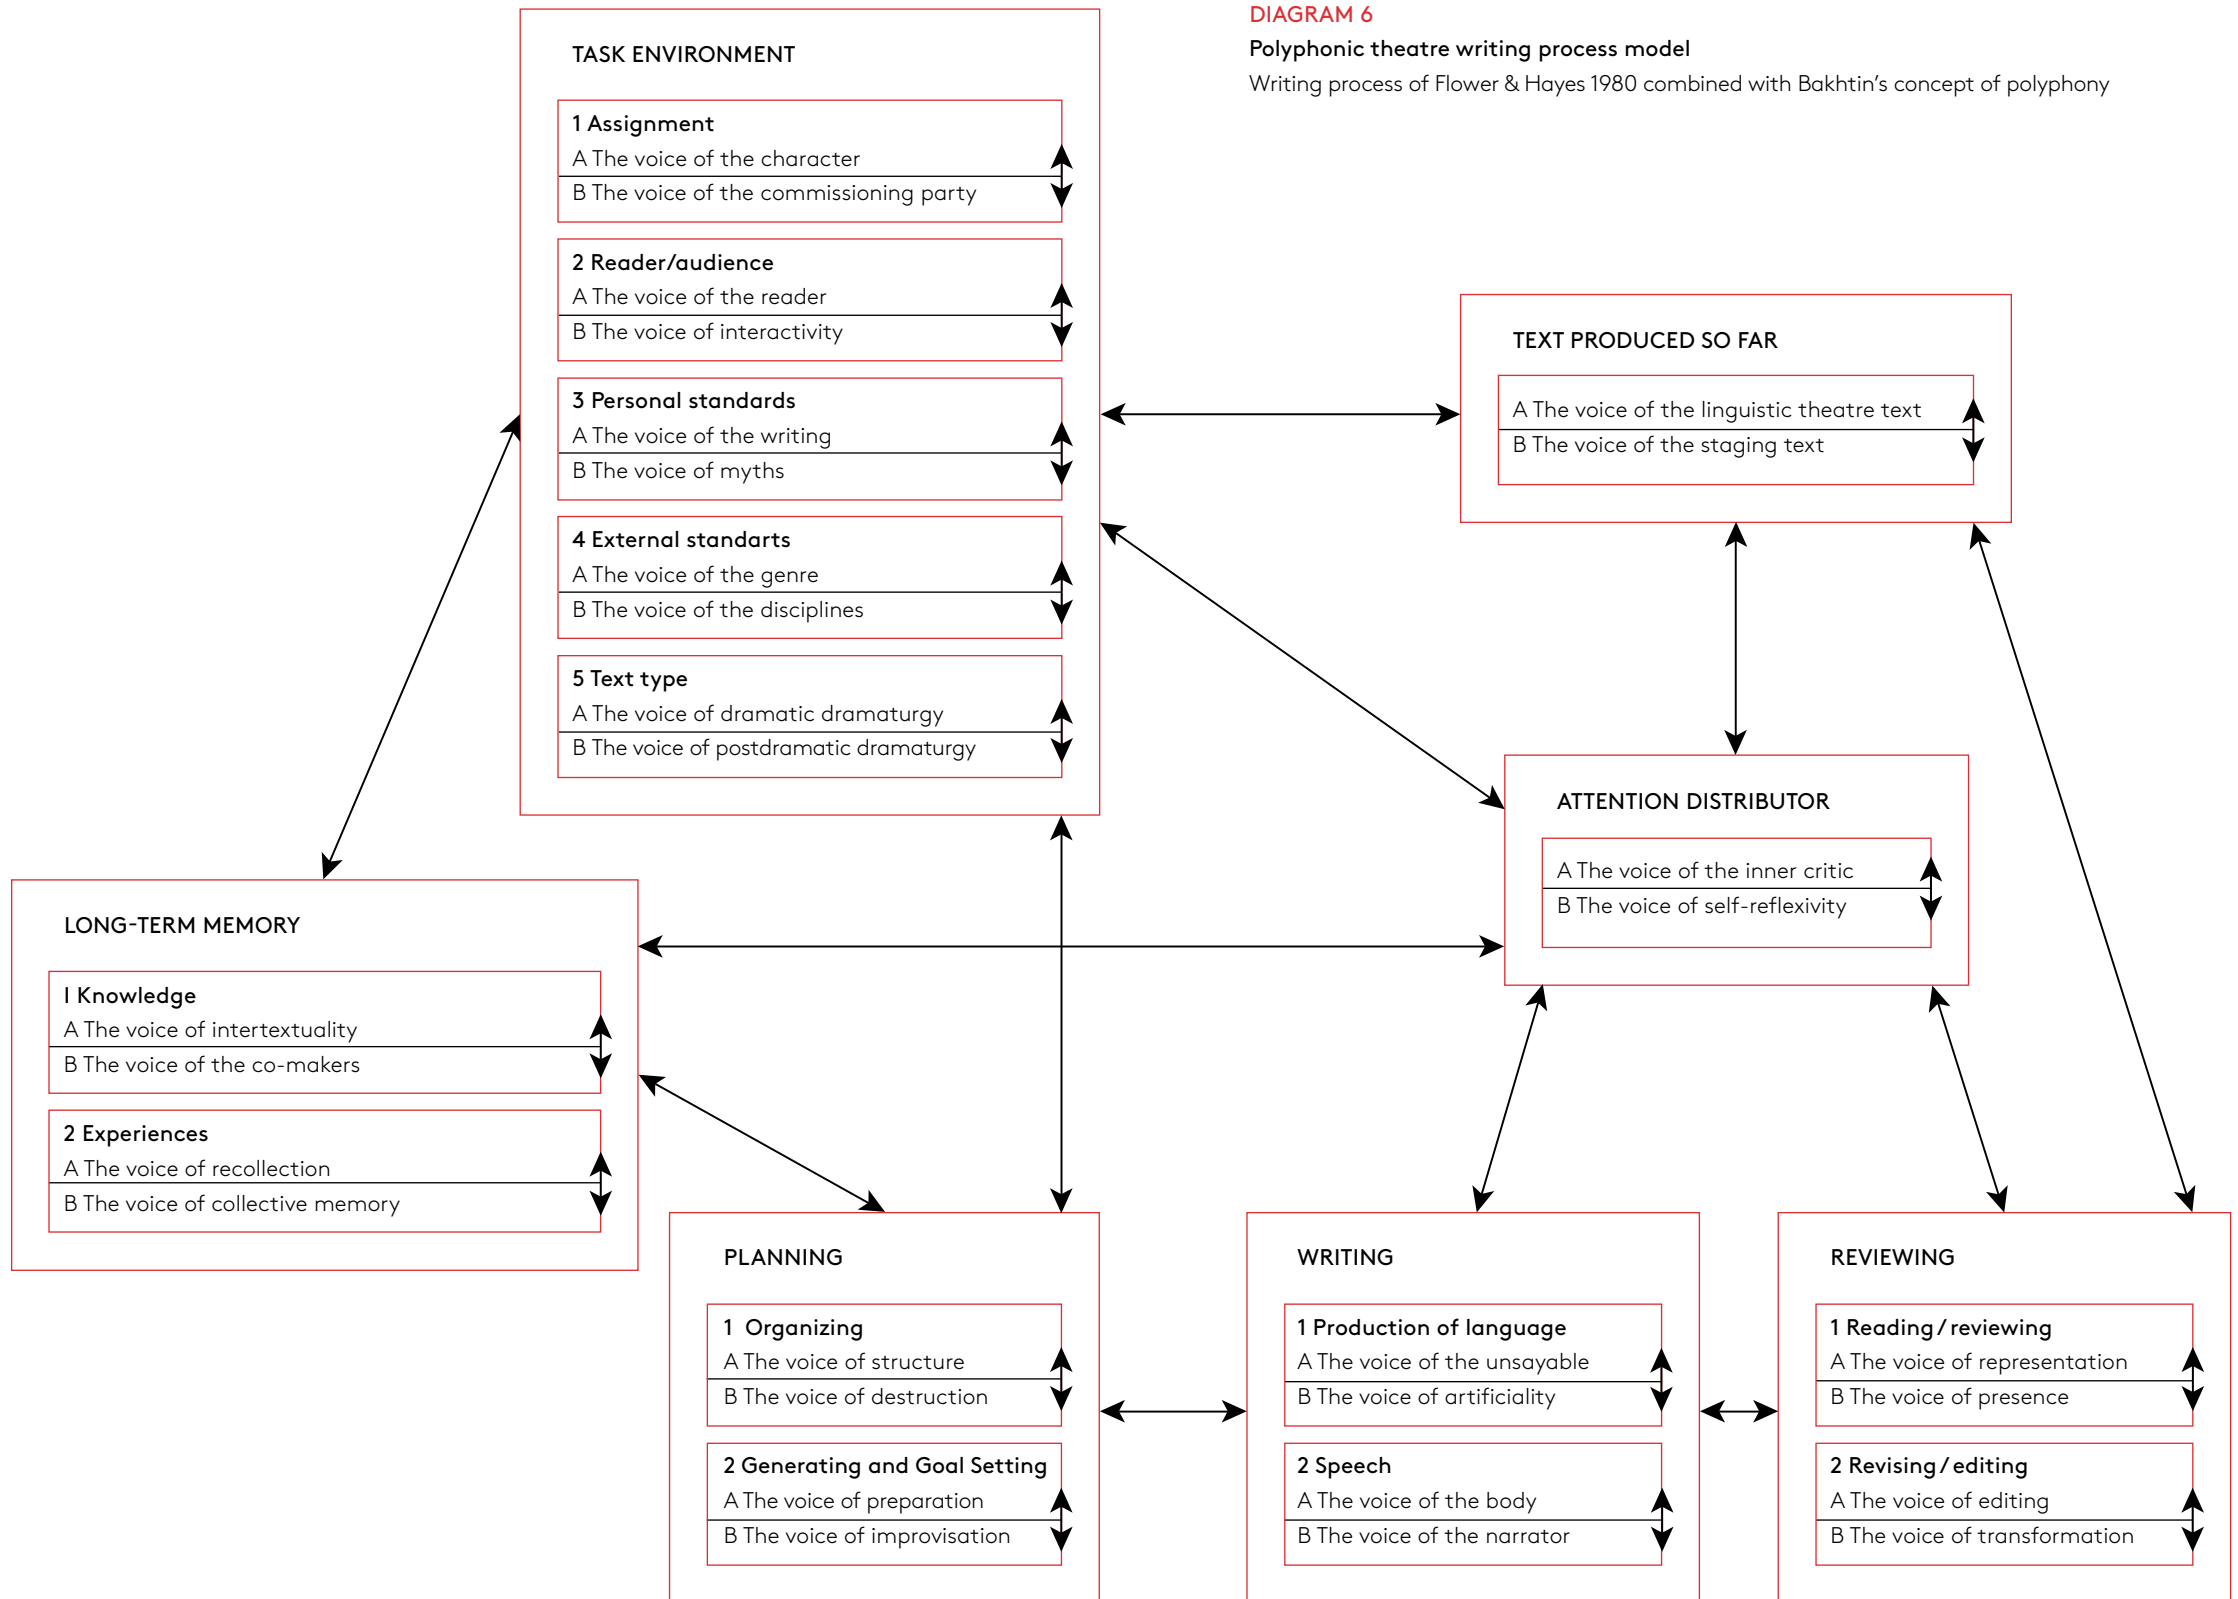 DIAGRAM 6
Polyphonic theatre writing process model
Writing process of Flower & Hayes 1980 combined with Bakhtin's concept of polyphony
TASK ENVIRONMENT
1 Assignment
A The voice of the character
B The voice of the commissioning party
2 Reader/audience
A The voice of the reader
B The voice of interactivity
3 Personal standards
A The voice of the writing
B The voice of myths
4 External standarts
A The voice of the genre
B The voice of the disciplines
5 Text type
A The voice of dramatic dramaturgy
B The voice of postdramatic dramaturgy
TEXT PRODUCED SO FAR
A The voice of the linguistic theatre text
B The voice of the staging text
ATTENTION DISTRIBUTOR
A The voice of the inner critic
B The voice of self-reflexivity
LONG-TERM MEMORY
I Knowledge
A The voice of intertextuality
B The voice of the co-makers
2 Experiences
A The voice of recollection
B The voice of collective memory
PLANNING
1 Organizing
A The voice of structure
B The voice of destruction
2 Generating and Goal Setting
A The voice of preparation
B The voice of improvisation
WRITING
1 Production of language
A The voice of the unsayable
B The voice of artificiality
2 Speech
A The voice of the body
B The voice of the narrator
REVIEWING
1 Reading / reviewing
A The voice of representation
B The voice of presence
2 Revising / editing
A The voice of editing
B The voice of transformation